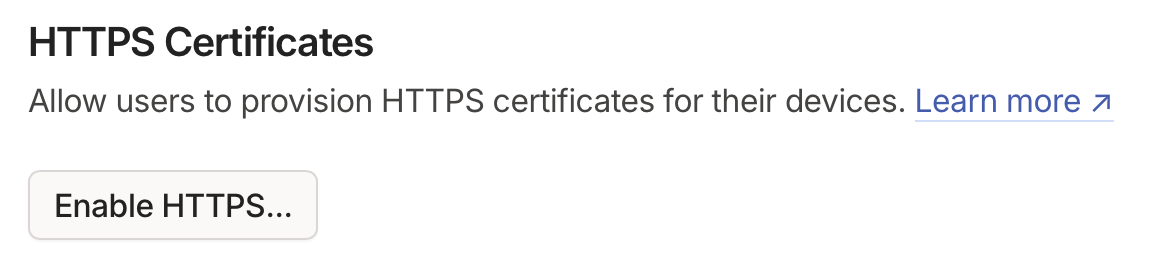 HTTPS Certificates
Allow users to provision HTTPS certificates for their devices. Learn more ↗
Enable HTTPS...